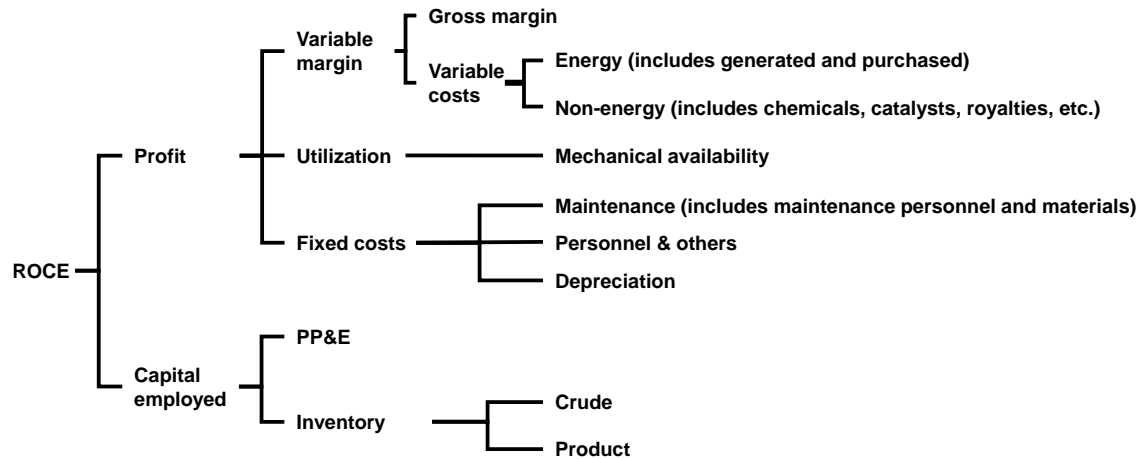 Gross margin
Variable
margin
Variable
costs
Energy (includes generated and purchased)
Non-energy (includes chemicals, catalysts, royalties, etc.)
Profit
Utilization
Mechanical availability
Fixed costs
Maintenance (includes maintenance personnel and materials)
Personnel & others
Depreciation
ROCE
PP&E
Capital
employed
Inventory
Crude
Product